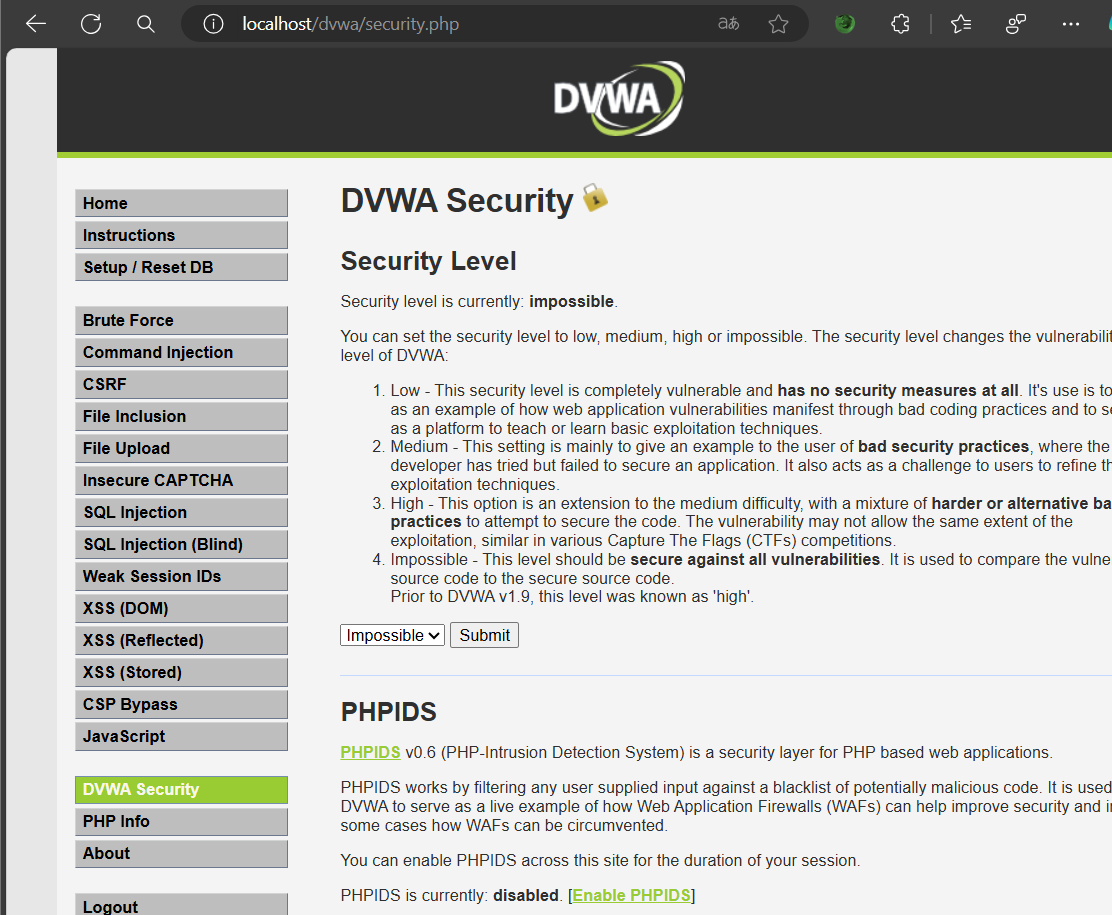 localhost/dvwa/security.php
DVWA
Home
Instructions
Setup / Reset DB
Brute Force
Command Injection
CSRF
File Inclusion
File Upload
Insecure CAPTCHA
SQL Injection
SQL Injection (Blind)
Weak Session IDs
XSS (DOM)
XSS (Reflected)
XSS (Stored)
CSP Bypass
JavaScript
DVWA Security
PHP Info
About
Logout
DVWA Security
Security Level
Security level is currently: impossible.
You can set the security level to low, medium, high or impossible. The security level changes the vulnerabilit
level of DVWA:
1. Low - This security level is completely vulnerable and has no security measures at all. It's use is to
as an example of how web application vulnerabilities manifest through bad coding practices and to se
as a platform to teach or learn basic exploitation techniques.
2. Medium - This setting is mainly to give an example to the user of bad security practices, where the
developer has tried but failed to secure an application. It also acts as a challenge to users to refine th
exploitation techniques.
3. High - This option is an extension to the medium difficulty, with a mixture of harder or alternative ba
practices to attempt to secure the code. The vulnerability may not allow the same extent of the
exploitation, similar in various Capture The Flags (CTFs) competitions.
4. Impossible - This level should be secure against all vulnerabilities. It is used to compare the vulne
source code to the secure source code.
Prior to DVWA v1.9, this level was known as 'high'.
Impossible Submit
PHPIDS
PHPIDS v0.6 (PHP-Intrusion Detection System) is a security layer for PHP based web applications.
PHPIDS works by filtering any user supplied input against a blacklist of potentially malicious code. It is used
DVWA to serve as a live example of how Web Application Firewalls (WAFs) can help improve security and in
some cases how WAFs can be circumvented.
You can enable PHPIDS across this site for the duration of your session.
PHPIDS is currently: disabled. [Enable PHPIDS]